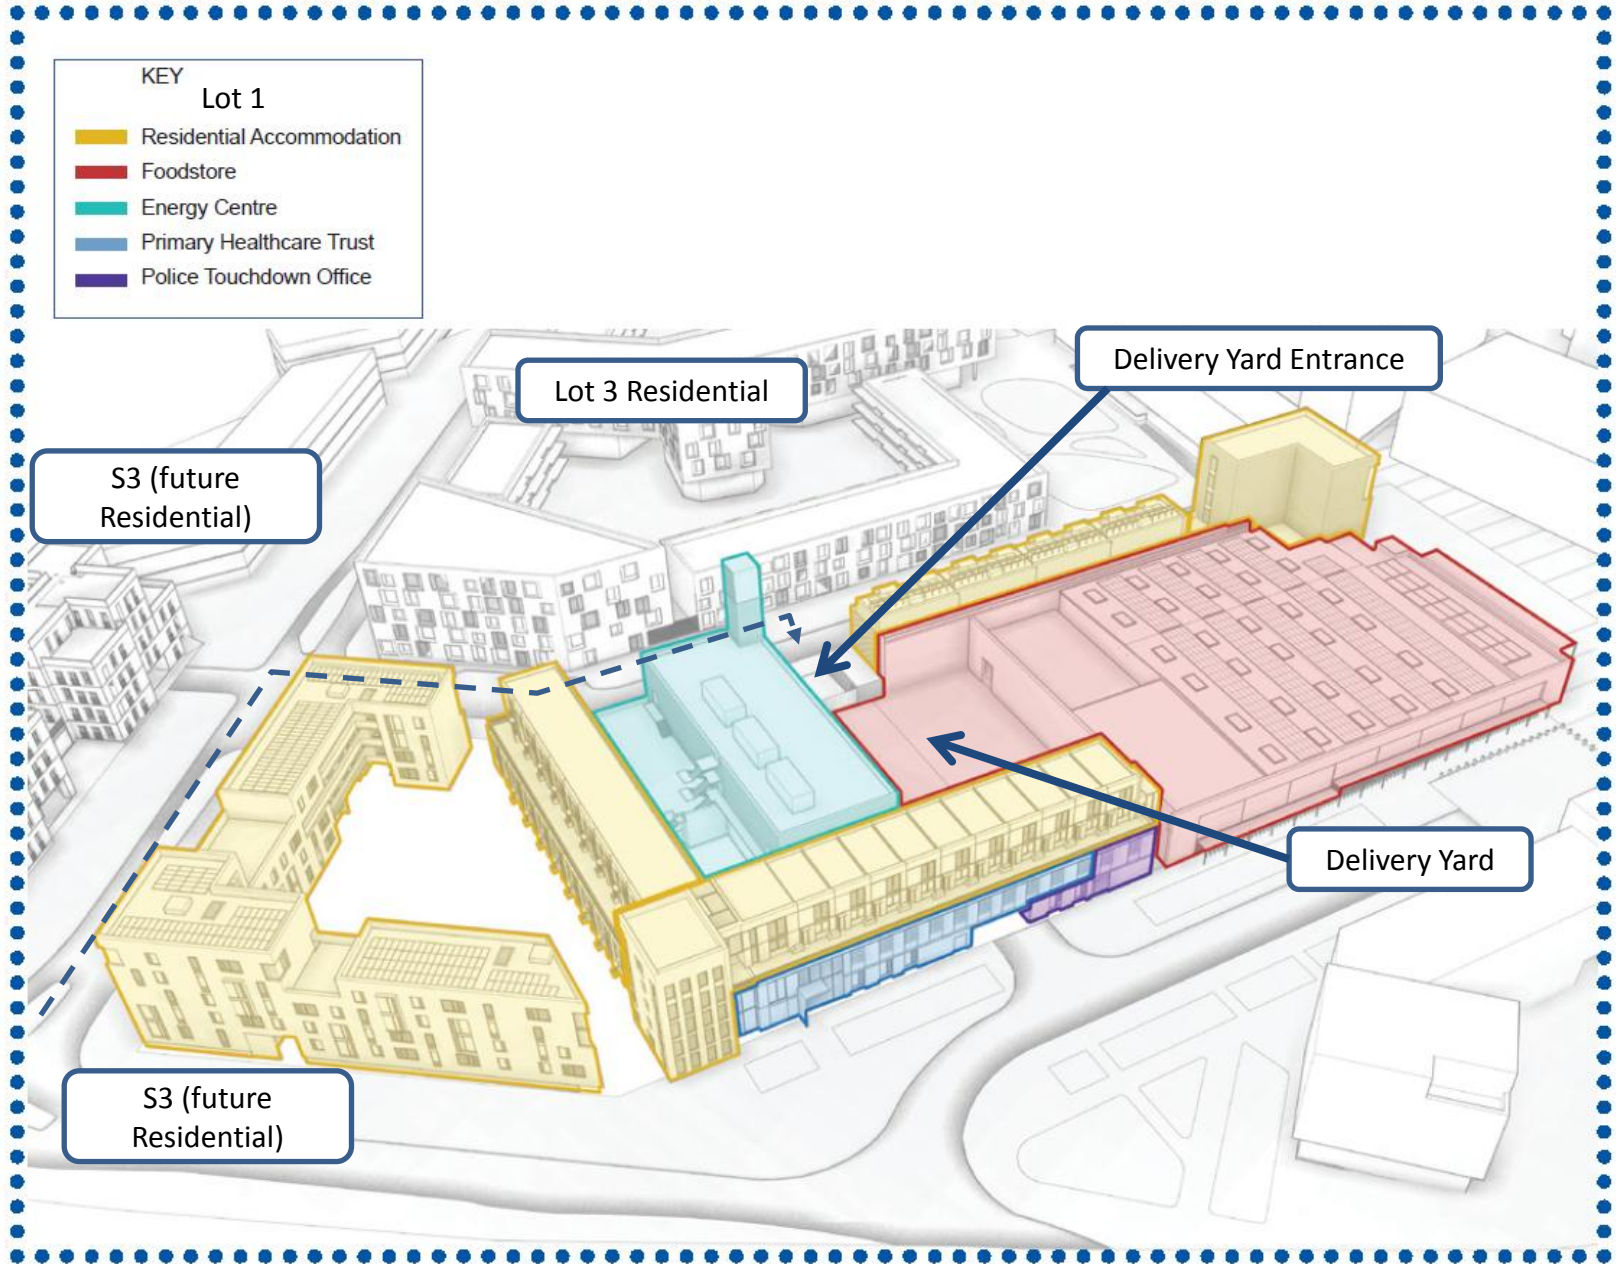 KEY
Lot 1
Residential Accommodation
Foodstore
Energy Centre
Primary Healthcare Trust
Police Touchdown Office
Delivery Yard Entrance
Lot 3 Residential
S3 (future
Residential)
Delivery Yard
S3 (future
Residential)